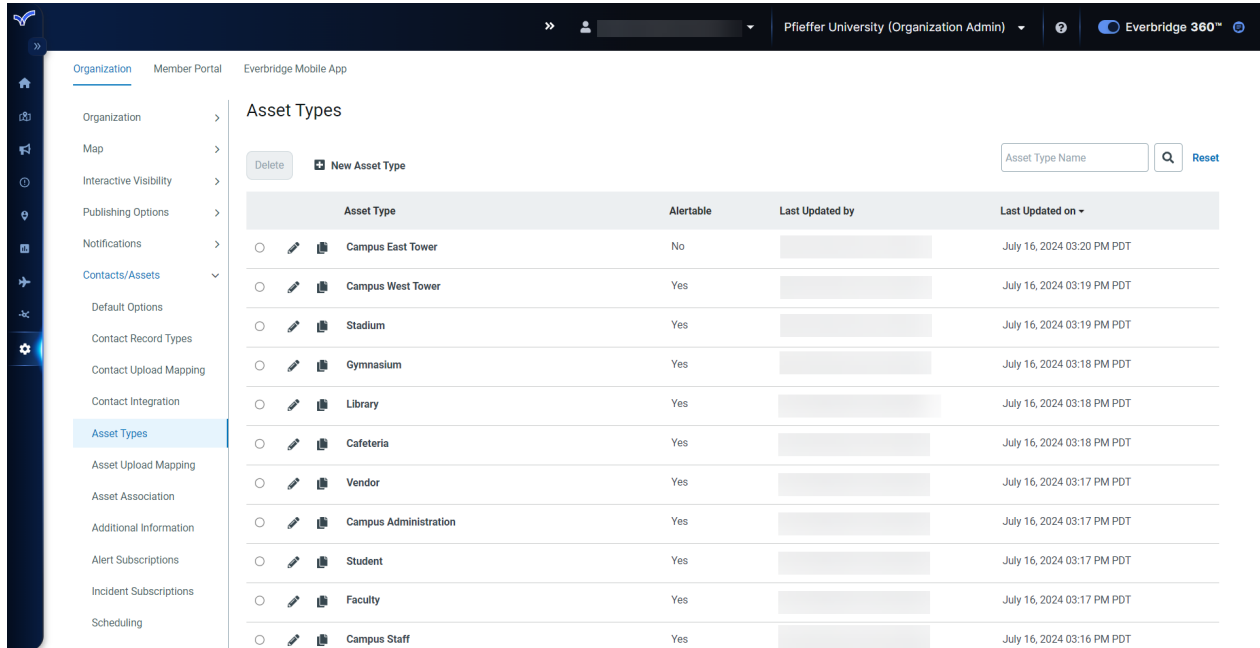 Pfieffer University (Organization Admin)
Everbridge 360™
Organization Member Portal Everbridge Mobile App
Organization
Map
Interactive Visibility
Publishing Options
Notifications
Contacts/Assets
Default Options
Contact Record Types
Contact Upload Mapping
Contact Integration
Asset Types
Asset Upload Mapping
Asset Association
Additional Information
Alert Subscriptions
Incident Subscriptions
Scheduling
Asset Types
Delete New Asset Type Asset Type Name Reset
Asset Type Alertable Last Updated by Last Updated on
Campus East Tower No July 16, 2024 03:20 PM PDT
Campus West Tower Yes July 16, 2024 03:19 PM PDT
Stadium Yes July 16, 2024 03:19 PM PDT
Gymnasium Yes July 16, 2024 03:18 PM PDT
Library Yes July 16, 2024 03:18 PM PDT
Cafeteria Yes July 16, 2024 03:18 PM PDT
Vendor Yes July 16, 2024 03:17 PM PDT
Campus Administration Yes July 16, 2024 03:17 PM PDT
Student Yes July 16, 2024 03:17 PM PDT
Faculty Yes July 16, 2024 03:17 PM PDT
Campus Staff Yes July 16, 2024 03:16 PM PDT